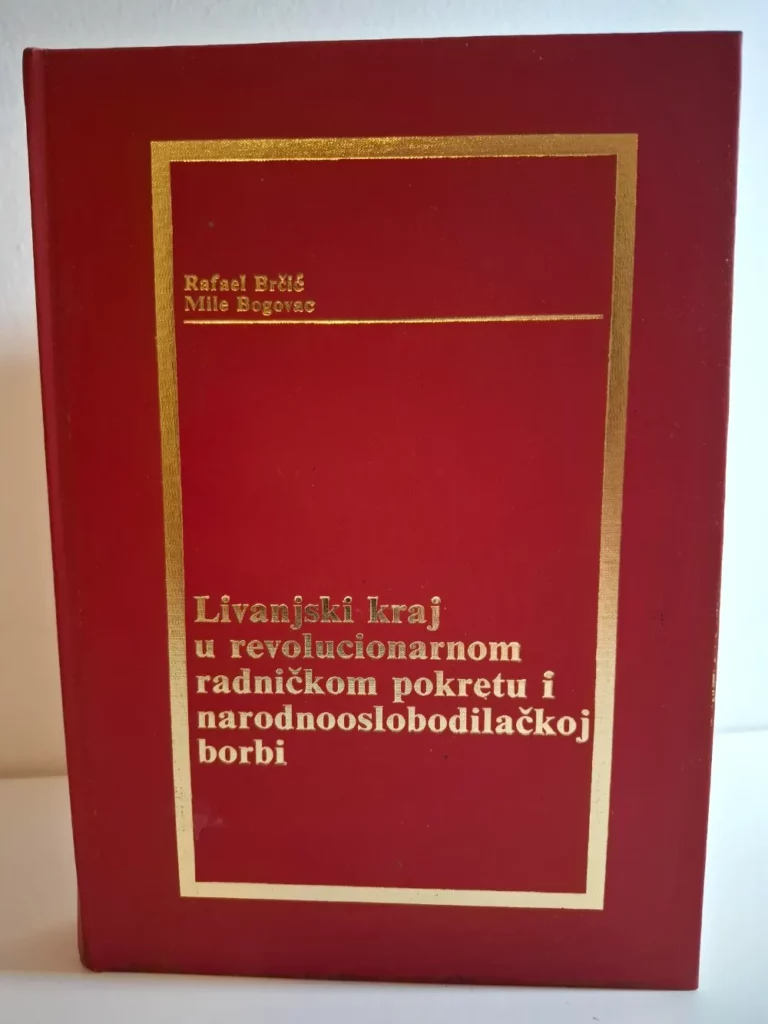 Rafael Brčić
Mile Bogovac
Livanjski kraj
u revolucionarnom
radničkom pokretu i
narodnooslobodilačkoj
borbi